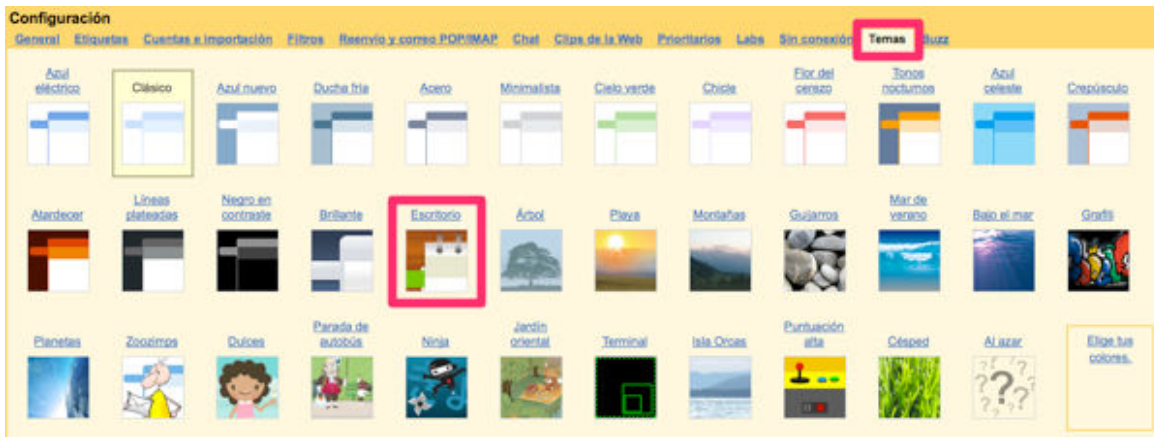 Configuración
General Etiquetas Cuentas e importación Filtros Reenvío y correo POP/IMAP Chat Clips de la Web Prioritarios Labs Sin conexión Temas Buzz
Azul
eléctrico
Clásico
Azul nuevo
Ducha fría
Acero
Minimalista
Cielo verde
Chicle
Flor del
cerezo
Tonos
nocturnos
Azul
celeste
Crepúsculo
Atardecer
Líneas
plateadas
Negro en
contraste
Brillante
Escritorio
Árbol
Playa
Montañas
Guijarros
Mar de
verano
Bajo el mar
Grafiti
Planetas
Zoozimps
Dulces
Parada de
autobús
Ninja
Jardín
oriental
Terminal
Isla Orcas
Puntuación
alta
Césped
Al azar
Elige tus
colores.